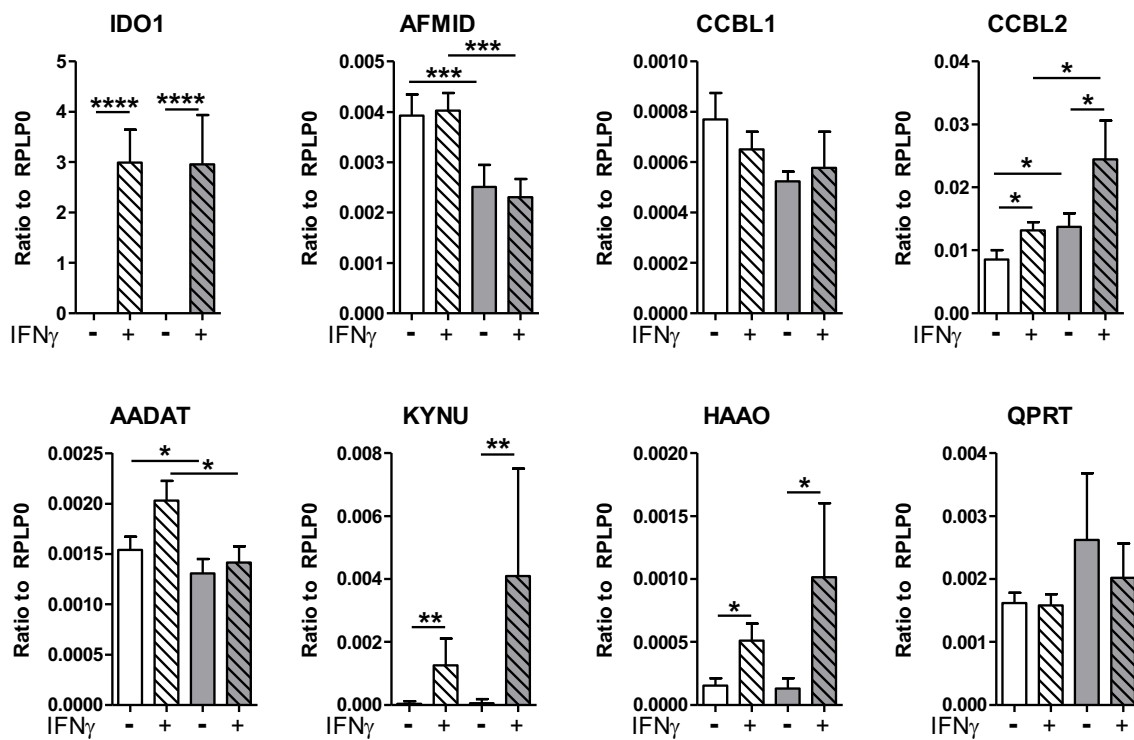 IDO1
AFMID
CCBL1
CCBL2
Ratio to RPLP0
5
4
3
2
1
0
**** ****
IFNγ - + - +
Ratio to RPLP0
0.005
0.004
0.003
0.002
0.001
0.000
***
***
IFNγ - + - +
Ratio to RPLP0
0.0010
0.0008
0.0006
0.0004
0.0002
0.0000
IFNγ - + - +
Ratio to RPLP0
0.04
0.03
0.02
0.01
0.00
*
*
*
*
IFNγ - + - +
AADAT
KYNU
HAAO
QPRT
Ratio to RPLP0
0.0025
0.0020
0.0015
0.0010
0.0005
0.0000
*
*
IFNγ - + - +
Ratio to RPLP0
0.008
0.006
0.004
0.002
0.000
**
**
IFNγ - + - +
Ratio to RPLP0
0.0020
0.0015
0.0010
0.0005
0.0000
*
*
IFNγ - + - +
Ratio to RPLP0
0.004
0.003
0.002
0.001
0.000
IFNγ - + - +